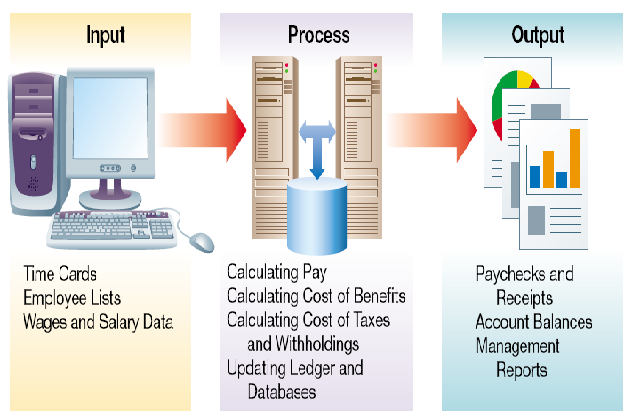 Input
Process
Output
Time Cards
Employee Lists
Wages and Salary Data
Calculating Pay
Calculating Cost of Benefits
Calculating Cost of Taxes
and Withholdings
Updating Ledger and
Databases
Paychecks and
Receipts
Account Balances
Management
Reports